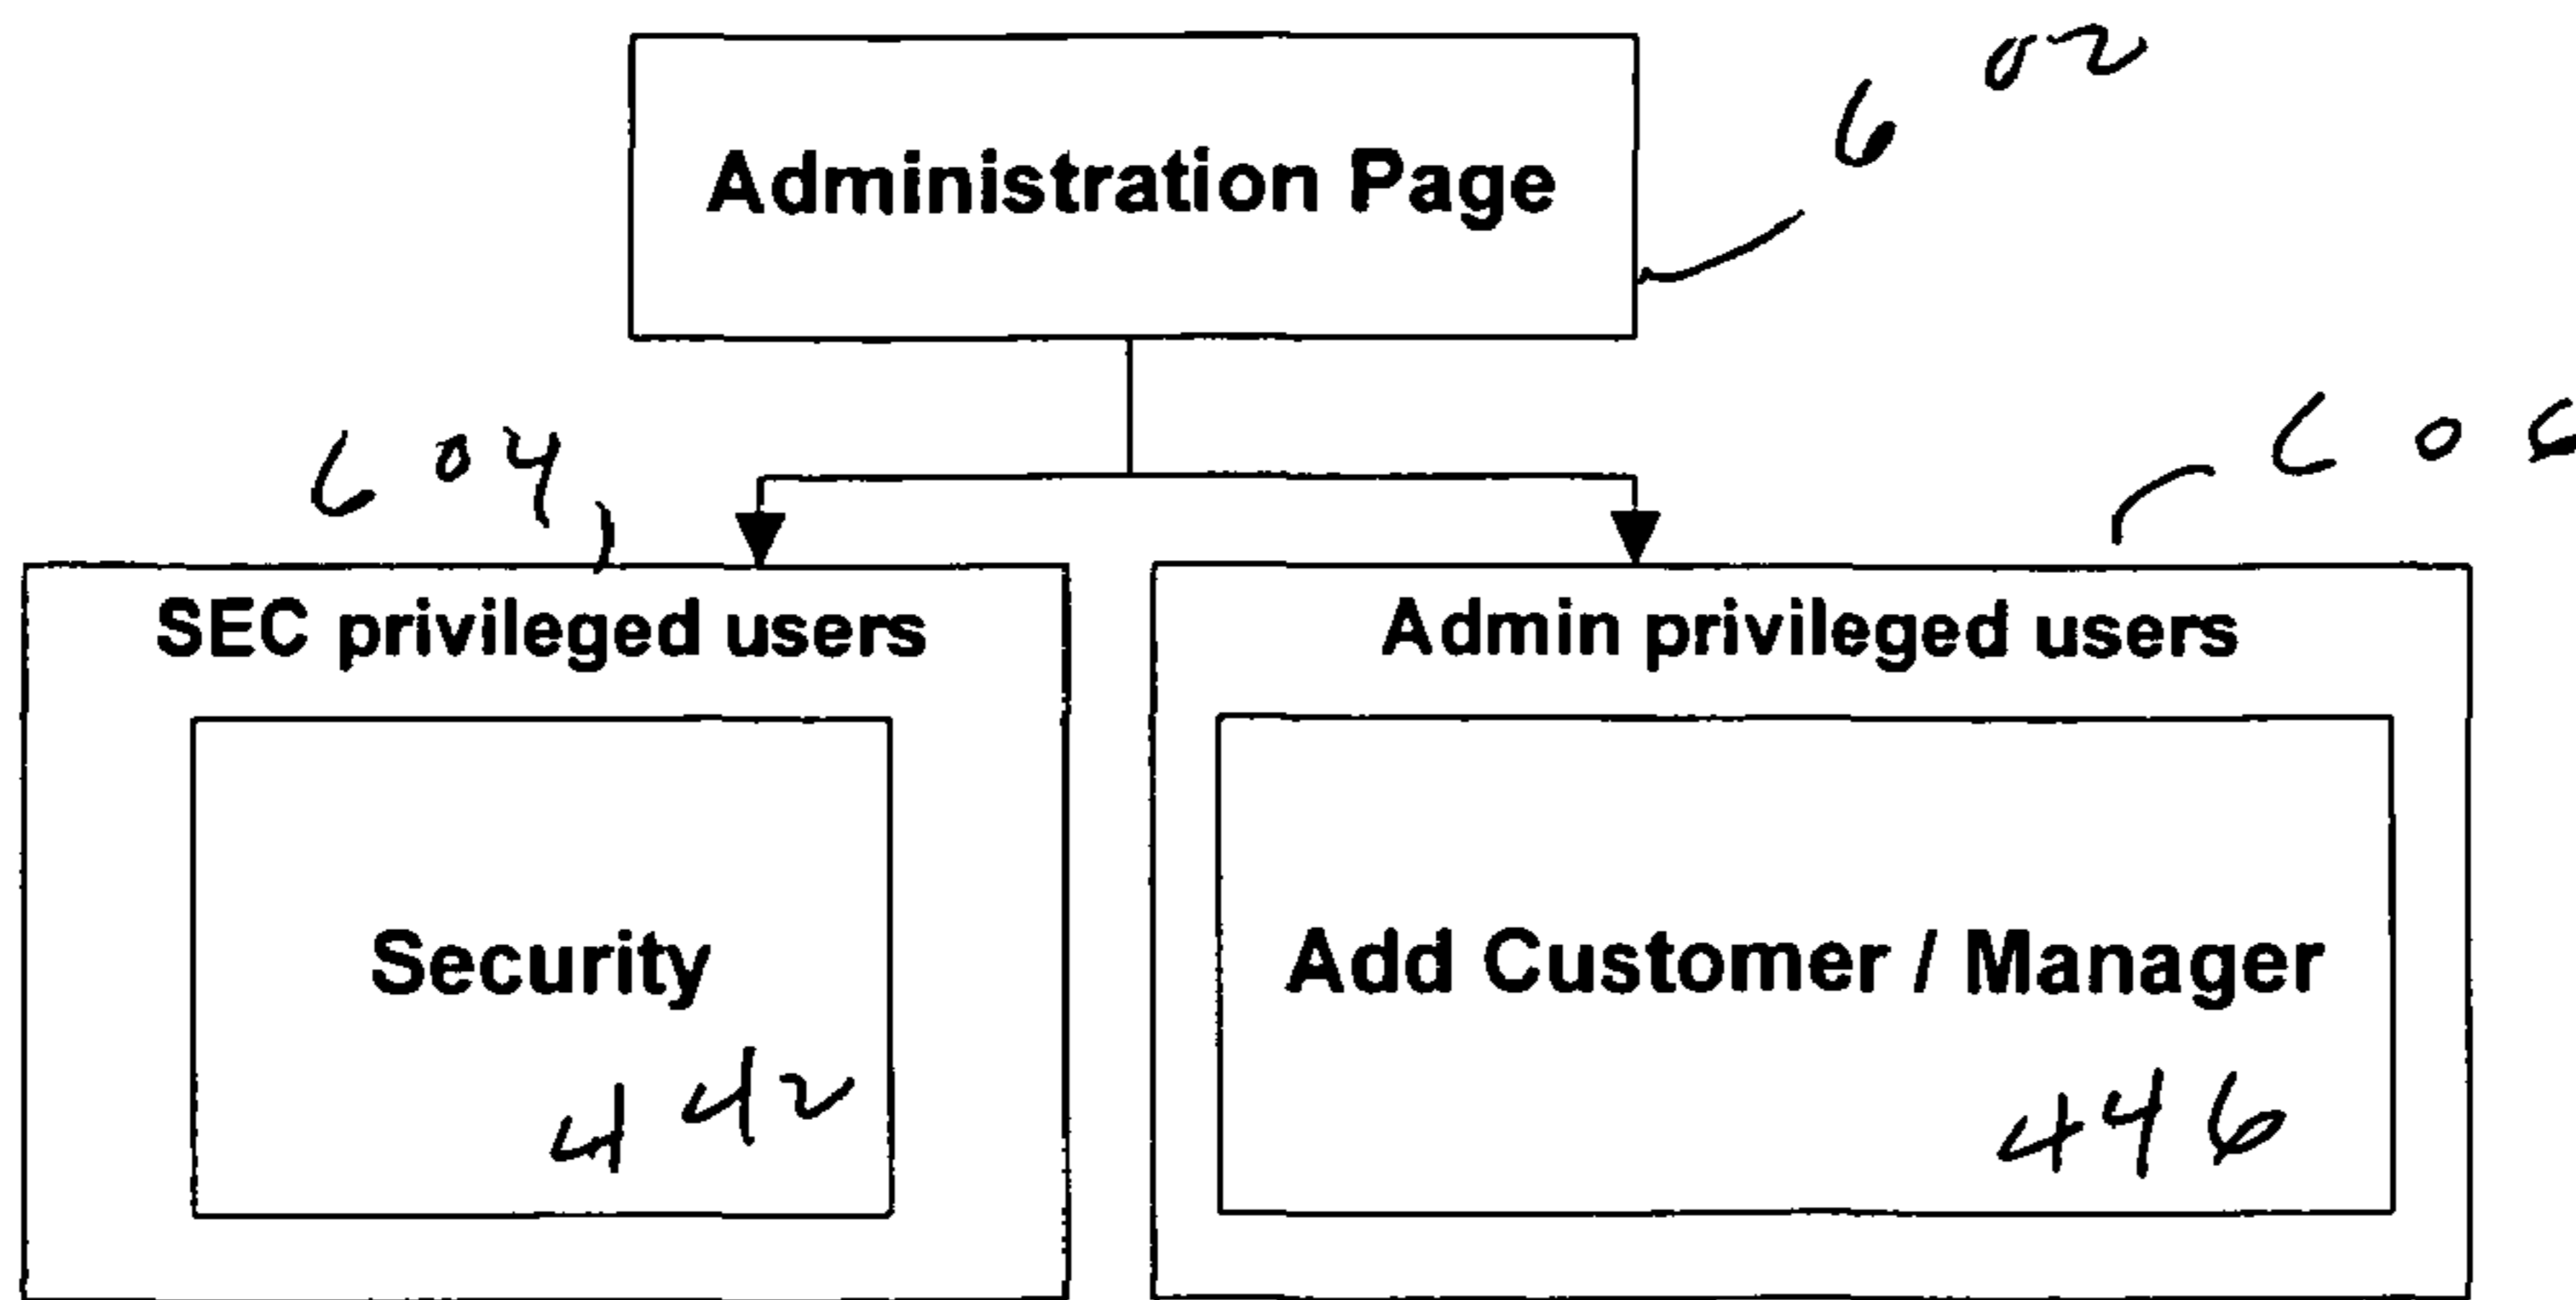 602
Administration Page
604
606
SEC privileged users
Admin privileged users
Security
Add Customer / Manager
442
446